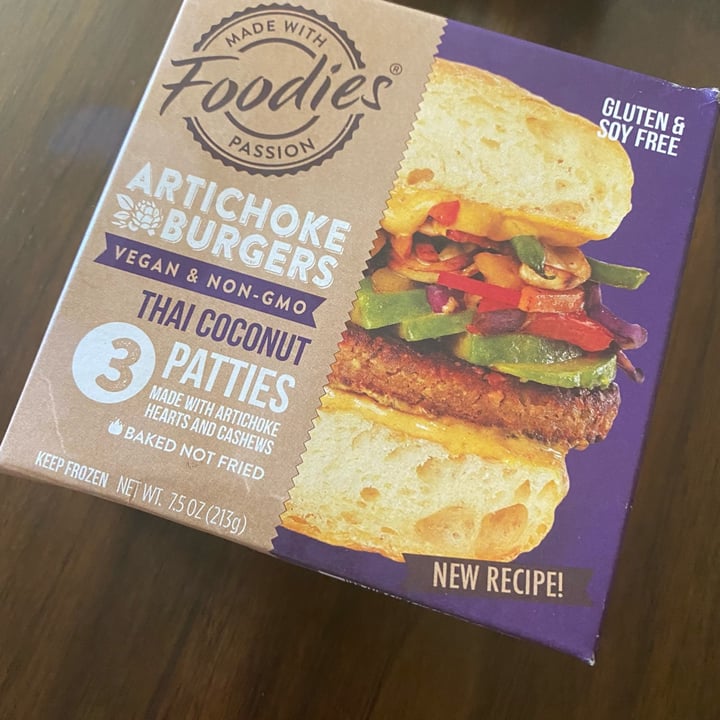 MADE WITH
Foodies®
PASSION
ARTICHOKE
BURGERS
VEGAN & NON-GMO
THAI COCONUT
3
PATTIES
MADE WITH ARTICHOKE
HEARTS AND CASHEWS
BAKED NOT FRIED
KEEP FROZEN NET WT. 7.5 OZ (213g)
GLUTEN &
SOY FREE
NEW RECIPE!